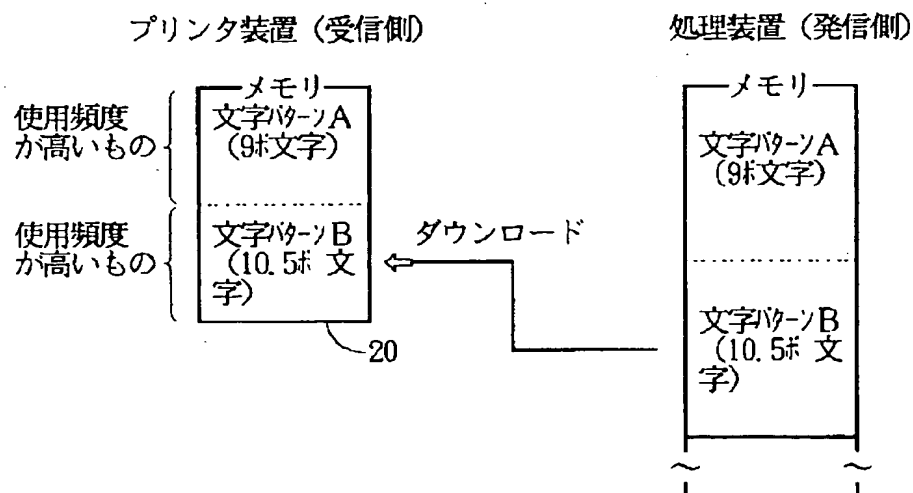 プリンタ装置（受信側）
処理装置（発信側）
メモリ
使用頻度
が高いもの
文字パターンA
（9ポ文字）
使用頻度
が高いもの
文字パターンB
（10.5ポ 文
字）
20
ダウンロード
メモリ
文字パターンA
（9ポ文字）
文字パターンB
（10.5ポ 文
字）